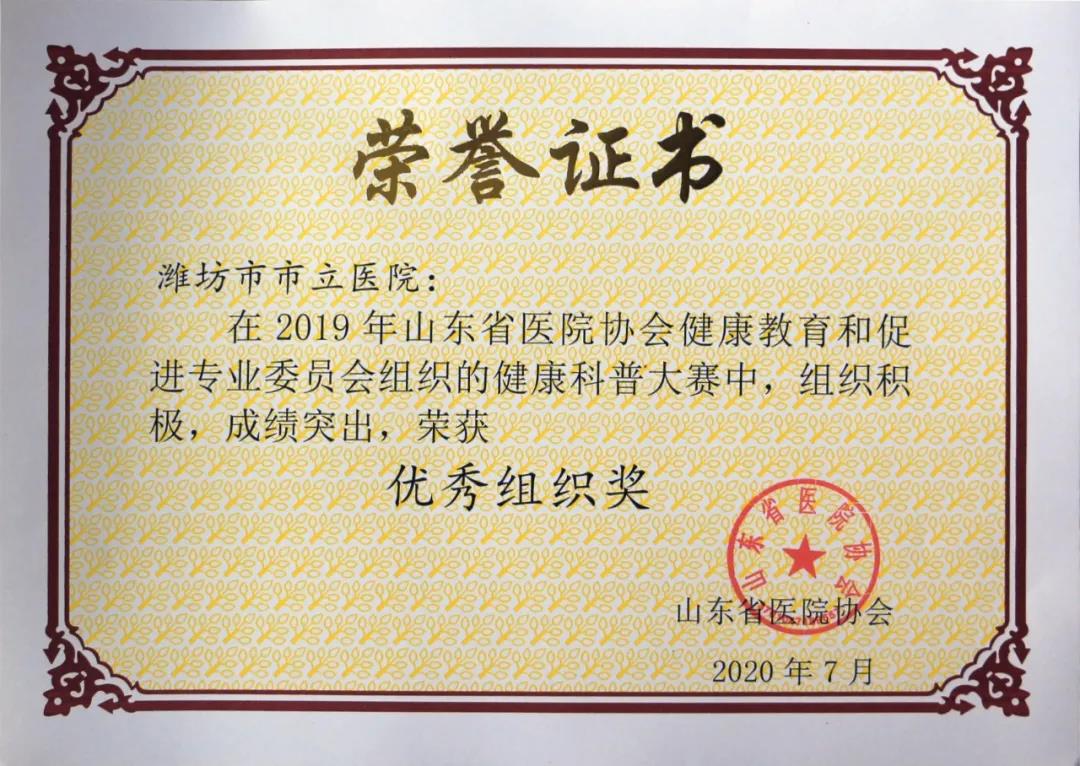 荣誉证书
潍坊市市立医院:
在2019年山东省医院协会健康教育和促
进专业委员会组织的健康科普大赛中，组织积
极，成绩突出，荣获
优秀组织奖
山东省医院协会
山东省医院协会
2020年7月